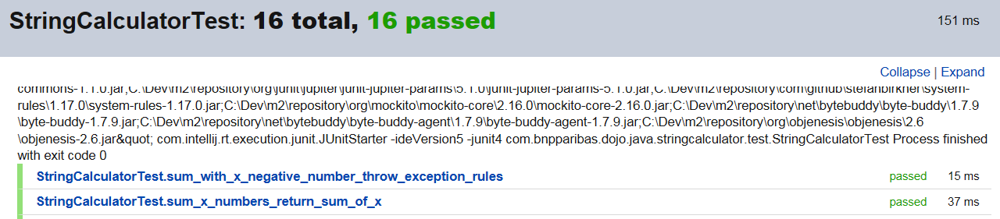 StringCalculatorTest: 16 total, 16 passed
151 ms
Collapse | Expand
commons-1.1.0.jar;C:\Dev\m2\repository\org\junit\jupiter\junit-jupiter-params\5.1.0\junit-jupiter-params-5.1.0.jar;C:\Dev\m2\repository\com\github\stefanbirkner\system-
rules\1.17.0\system-rules-1.17.0.jar;C:\Dev\m2\repository\org\mockito\mockito-core\2.16.0\mockito-core-2.16.0.jar;C:\Dev\m2\repository\net\bytebuddy\byte-buddy\1.7.9
\byte-buddy-1.7.9.jar;C:\Dev\m2\repository\net\bytebuddy\byte-buddy-agent\1.7.9\byte-buddy-agent-1.7.9.jar;C:\Dev\m2\repository\org\objenesis\objenesis\2.6
\objenesis-2.6.jar&quot; com.intellij.rt.execution.junit.JUnitStarter -ideVersion5 -junit4 com.bnpparibas.dojo.java.stringcalculator.test.StringCalculatorTest Process finished
with exit code 0
StringCalculatorTest.sum_with_x_negative_number_throw_exception_rules passed 15 ms
StringCalculatorTest.sum_x_numbers_return_sum_of_x passed 37 ms